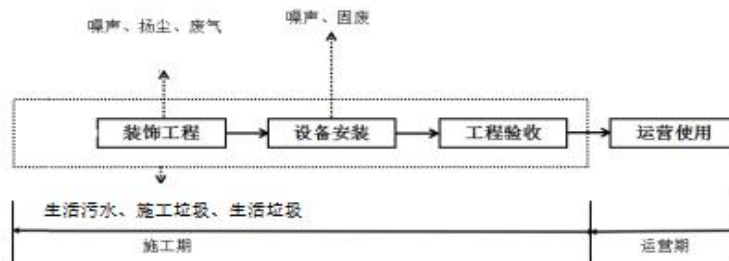 噪声、扬尘、废气
噪声、固废
装饰工程
设备安装
工程验收
运营使用
生活污水、施工垃圾、生活垃圾
施工期
运营期